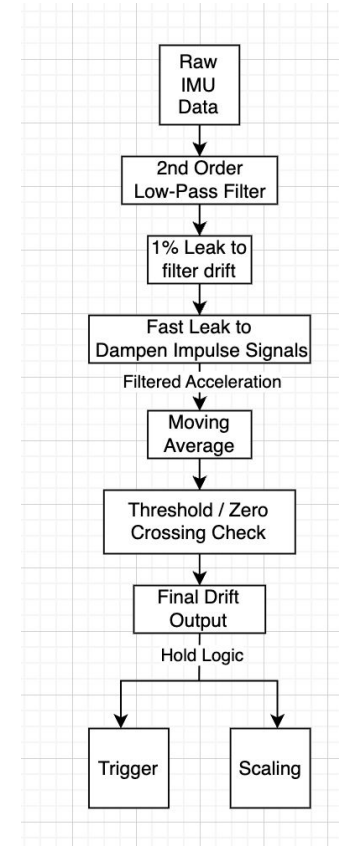 Raw
IMU
Data
2nd Order
Low-Pass Filter
1% Leak to
filter drift
Fast Leak to
Dampen Impulse Signals
Filtered Acceleration
Moving
Average
Threshold / Zero
Crossing Check
Final Drift
Output
Hold Logic
Trigger
Scaling